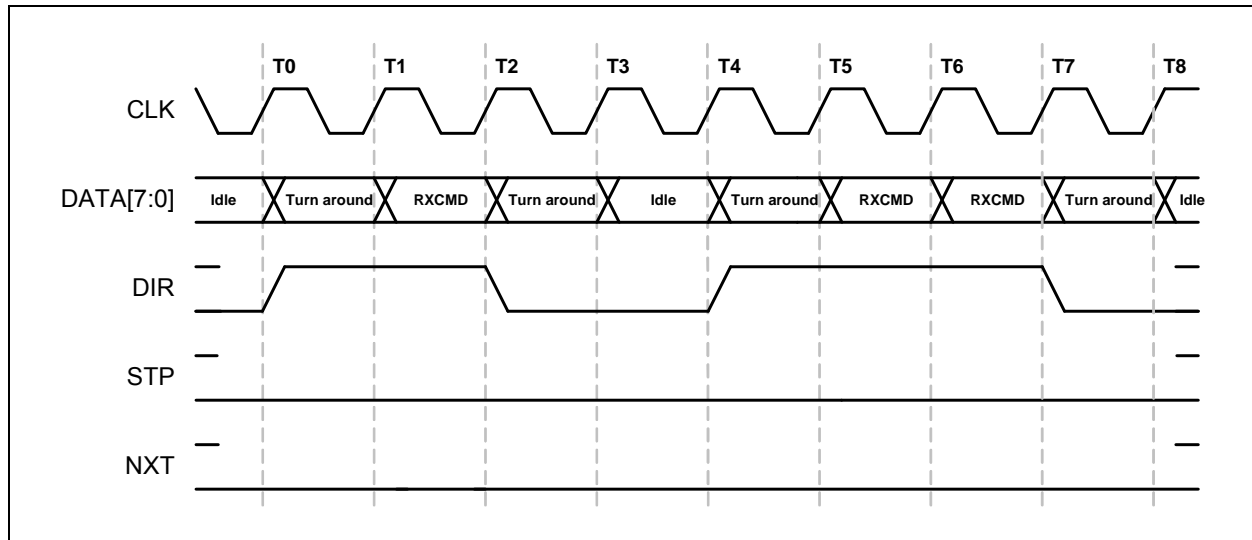 T0 T1 T2 T3 T4 T5 T6 T7 T8
CLK
DATA[7:0] Idle Turn around RXCMD Turn around Idle Turn around RXCMD RXCMD Turn around Idle
DIR
STP
NXT